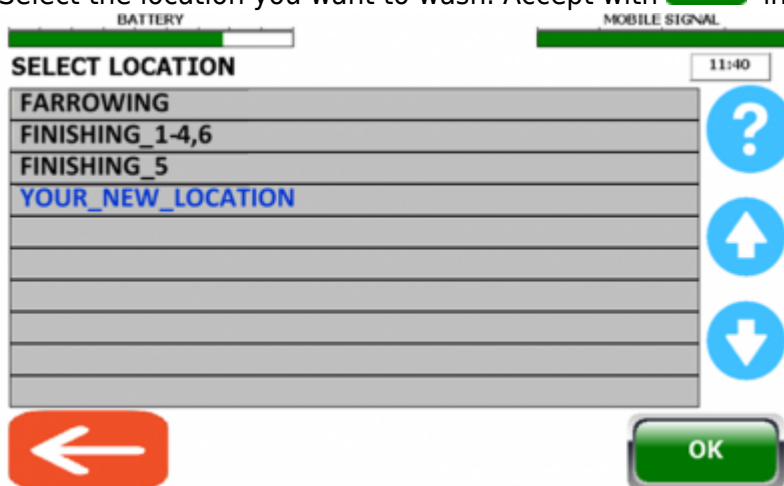 Select the location you want to wash. Accept with in
BATTERY
MOBILE SIGNAL
SELECT LOCATION
11:40
FARROWING
FINISHING_1-4,6
FINISHING_5
YOUR_NEW_LOCATION
?
OK